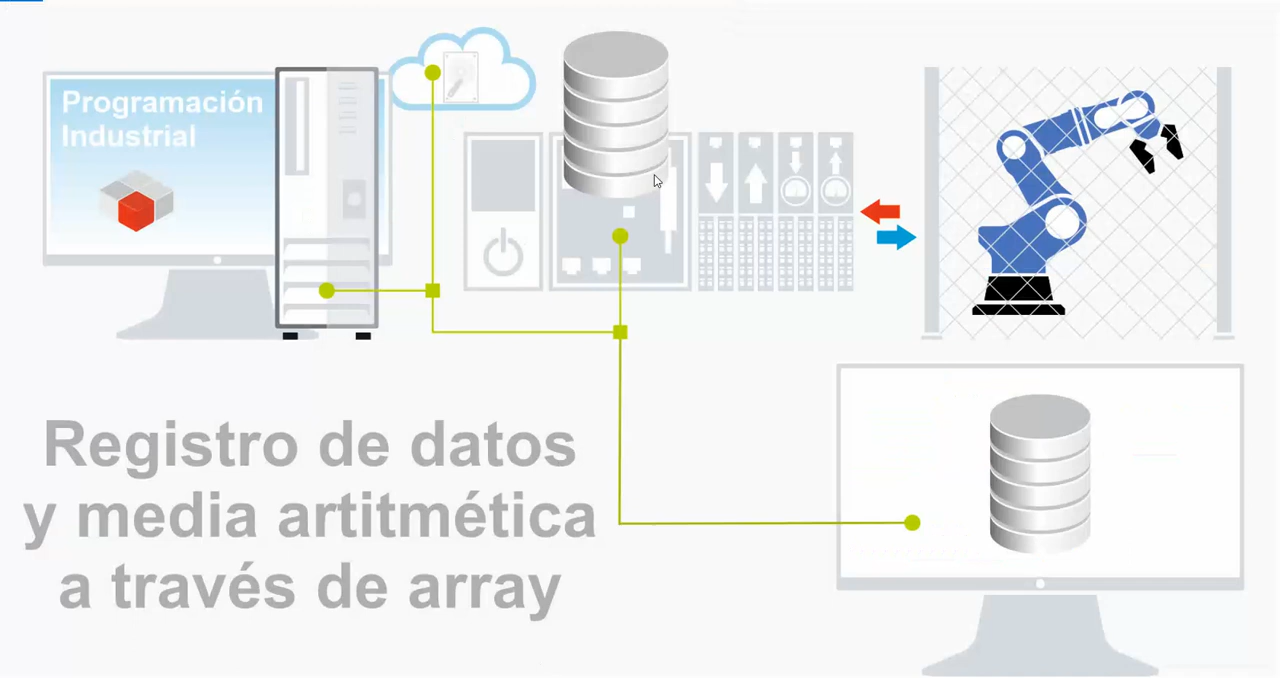 Programación
Industrial
Registro de datos
y media artitmética
a través de array